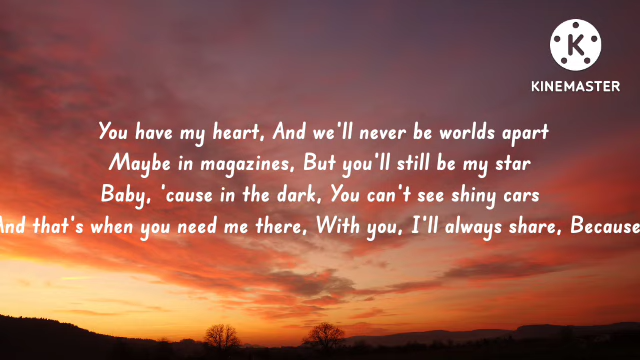 K
KINEMASTER
You have my heart, And we'll never be worlds apart
Maybe in magazines, But you'll still be my star
Baby, 'cause in the dark, You can't see shiny cars
And that's when you need me there, With you, I'll always share, Because